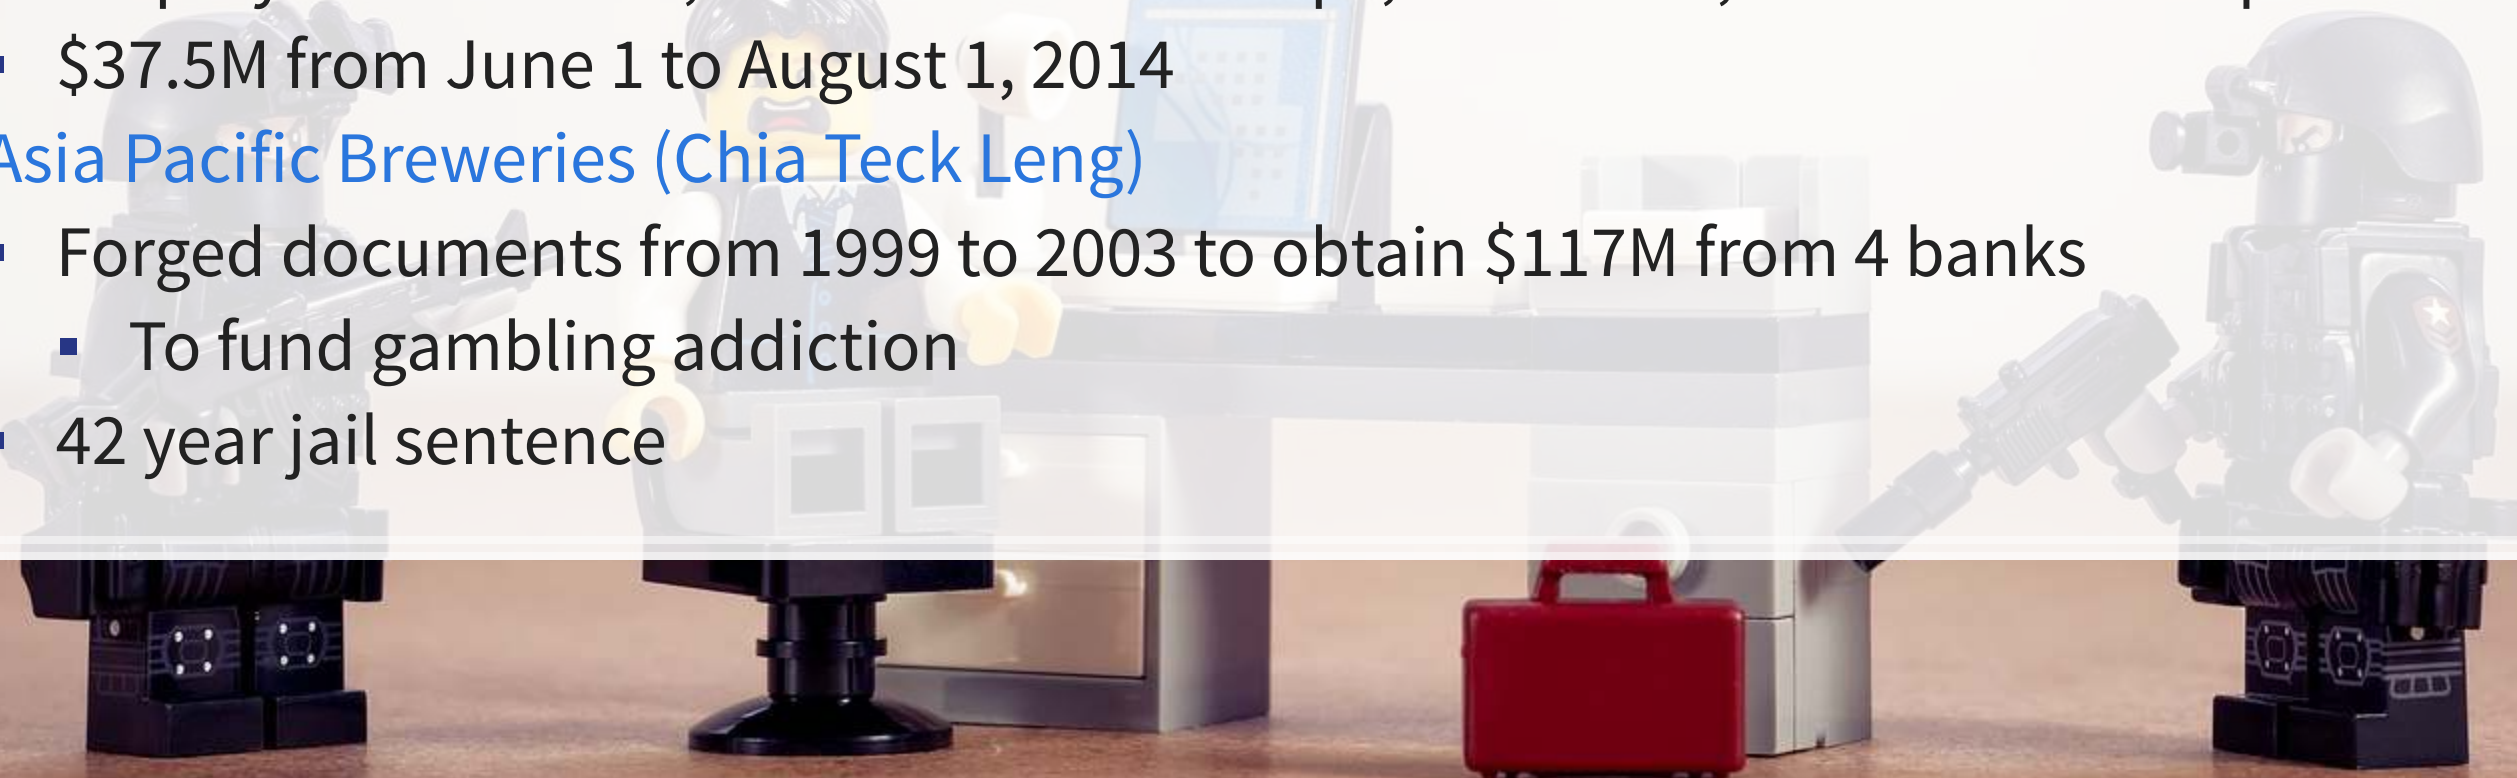 $37.5M from June 1 to August 1, 2014
Asia Pacific Breweries (Chia Teck Leng)
Forged documents from 1999 to 2003 to obtain $117M from 4 banks
To fund gambling addiction
42 year jail sentence